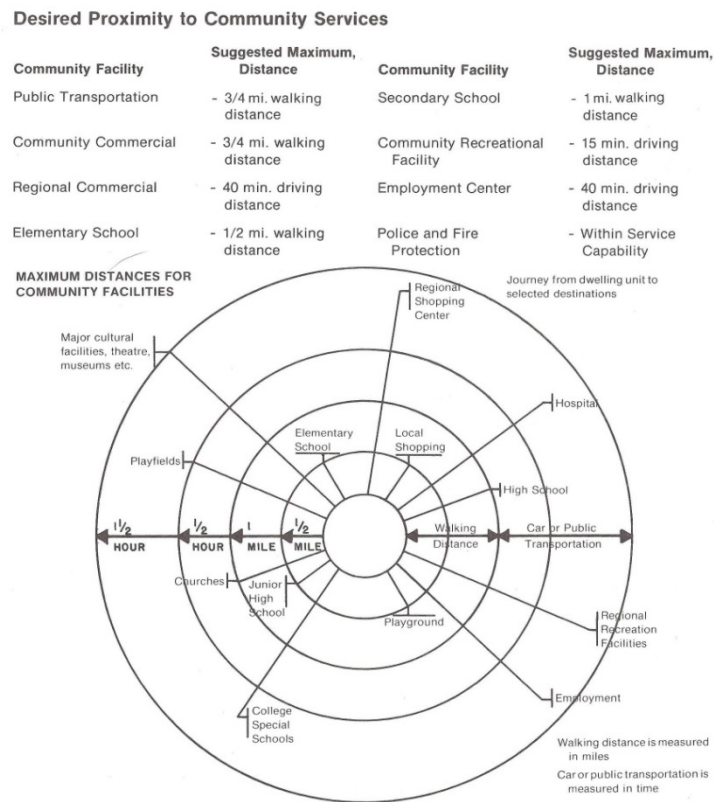 Desired Proximity to Community Services
Community Facility
Suggested Maximum,
Distance
Community Facility
Suggested Maximum,
Distance
Public Transportation
- 3/4 mi. walking
distance
Secondary School
- 1 mi. walking
distance
Community Commercial
- 3/4 mi. walking
distance
Community Recreational
Facility
- 15 min. driving
distance
Regional Commercial
- 40 min. driving
distance
Employment Center
- 40 min. driving
distance
Elementary School
- 1/2 mi. walking
distance
Police and Fire
Protection
- Within Service
Capability
MAXIMUM DISTANCES FOR
COMMUNITY FACILITIES
Journey from dwelling unit to
selected destinations
Regional
Shopping
Center
Major cultural
facilities, theatre,
museums etc.
Hospital
Elementary
School
Local
Shopping
Playfields
High School
1 1/2
HOUR
1/2
HOUR
1
MILE
1/2
MILE
Walking
Distance
Car or Public
Transportation
Churches
Junior
High
School
Playground
Regional
Recreation
Facilities
Employment
College
Special
Schools
Walking distance is measured
in miles
Car or public transportation is
measured in time